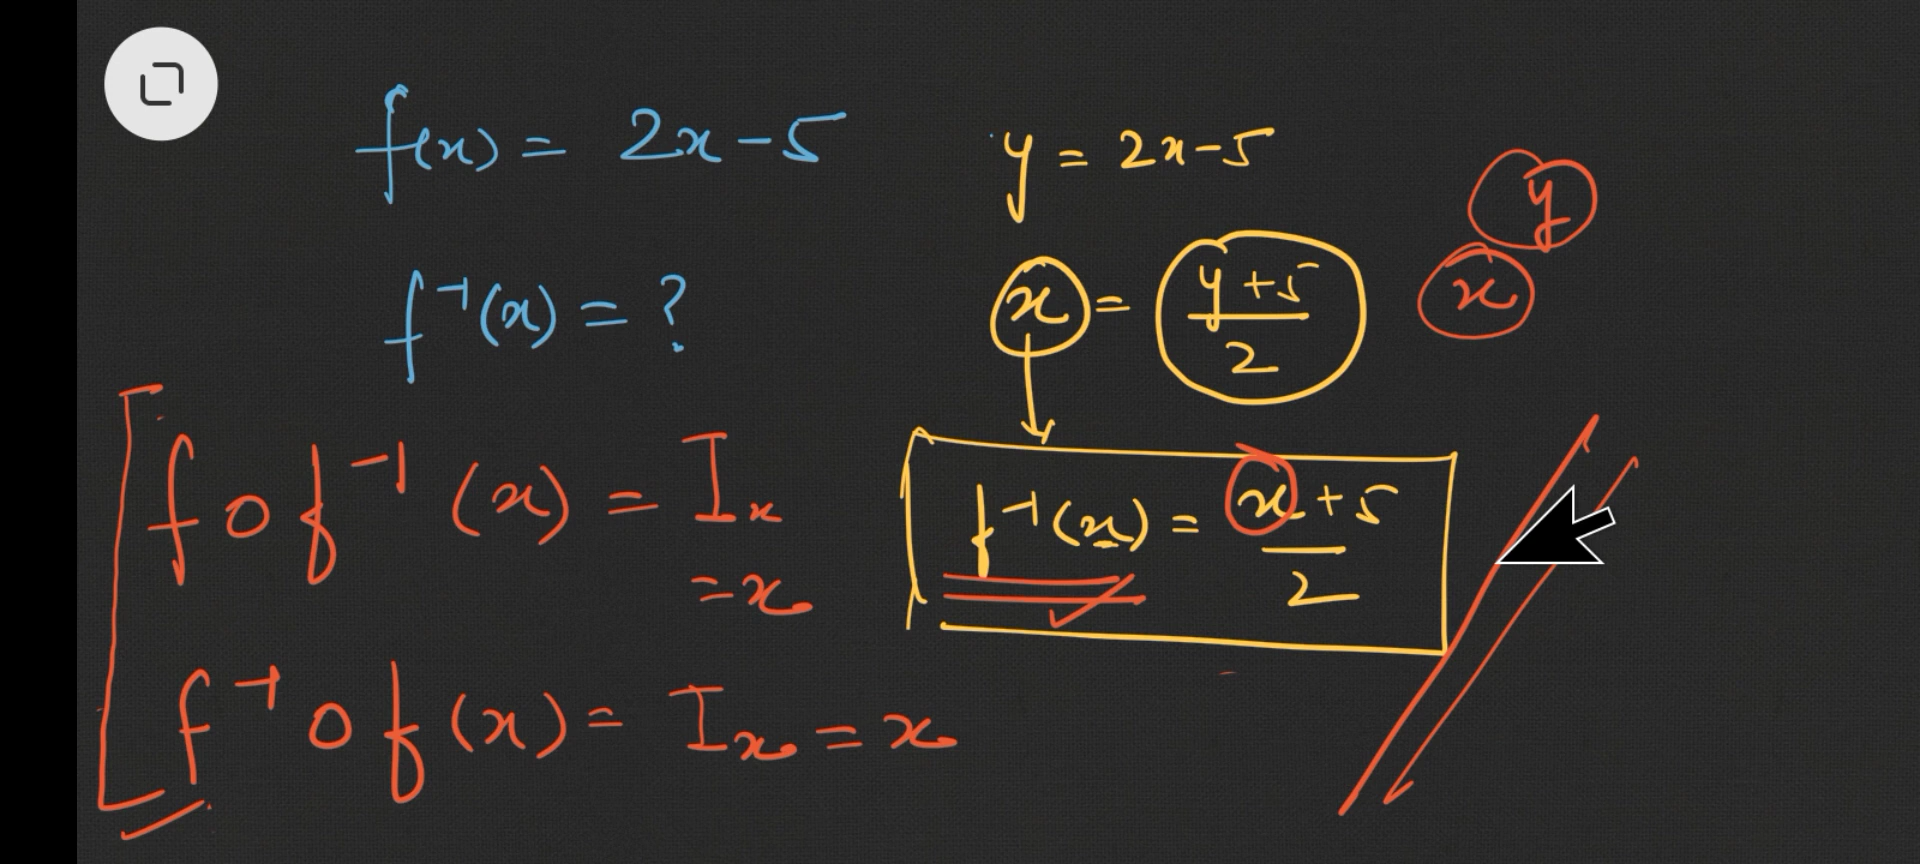 f(x) = 2x-5
f⁻¹(x) = ?
y = 2x-5
x = (y+5)/2
y
x
f⁻¹(x) = (x+5)/2
f o f⁻¹ (x) = Iₓ
= x
f⁻¹ o f (x) = Iₓ = x